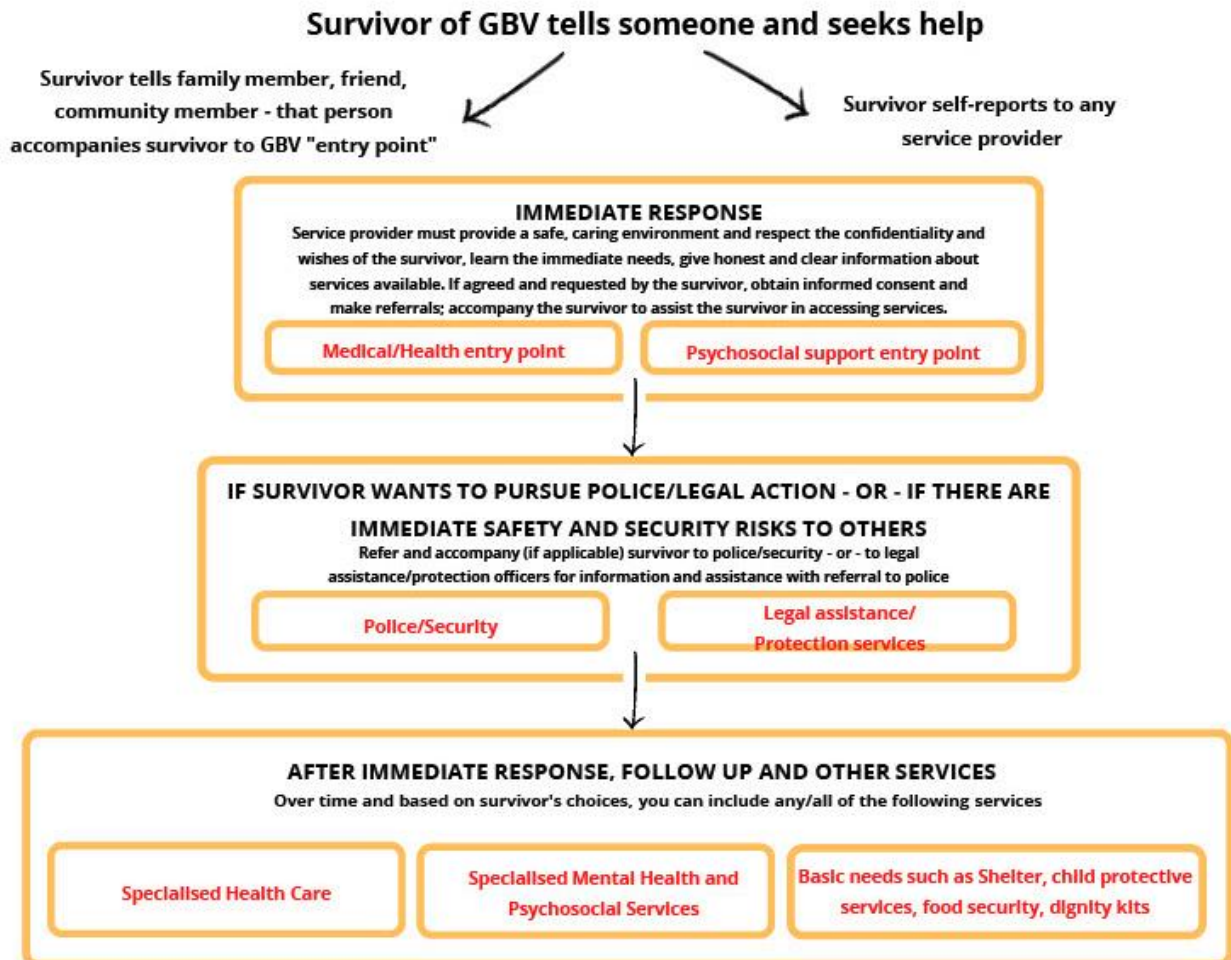 Survivor of GBV tells someone and seeks help
Survivor tells family member, friend,
community member - that person
accompanies survivor to GBV "entry point"
Survivor self-reports to any
service provider
IMMEDIATE RESPONSE
Service provider must provide a safe, caring environment and respect the confidentiality and
wishes of the survivor, learn the immediate needs, give honest and clear information about
services available. If agreed and requested by the survivor, obtain informed consent and
make referrals; accompany the survivor to assist the survivor in accessing services.
Medical/Health entry point
Psychosocial support entry point
IF SURVIVOR WANTS TO PURSUE POLICE/LEGAL ACTION - OR - IF THERE ARE
IMMEDIATE SAFETY AND SECURITY RISKS TO OTHERS
Refer and accompany (if applicable) survivor to police/security - or - to legal
assistance/protection officers for information and assistance with referral to police
Police/Security
Legal assistance/
Protection services
AFTER IMMEDIATE RESPONSE, FOLLOW UP AND OTHER SERVICES
Over time and based on survivor's choices, you can include any/all of the following services
Specialised Health Care
Specialised Mental Health and
Psychosocial Services
Basic needs such as Shelter, child protective
services, food security, dignity kits